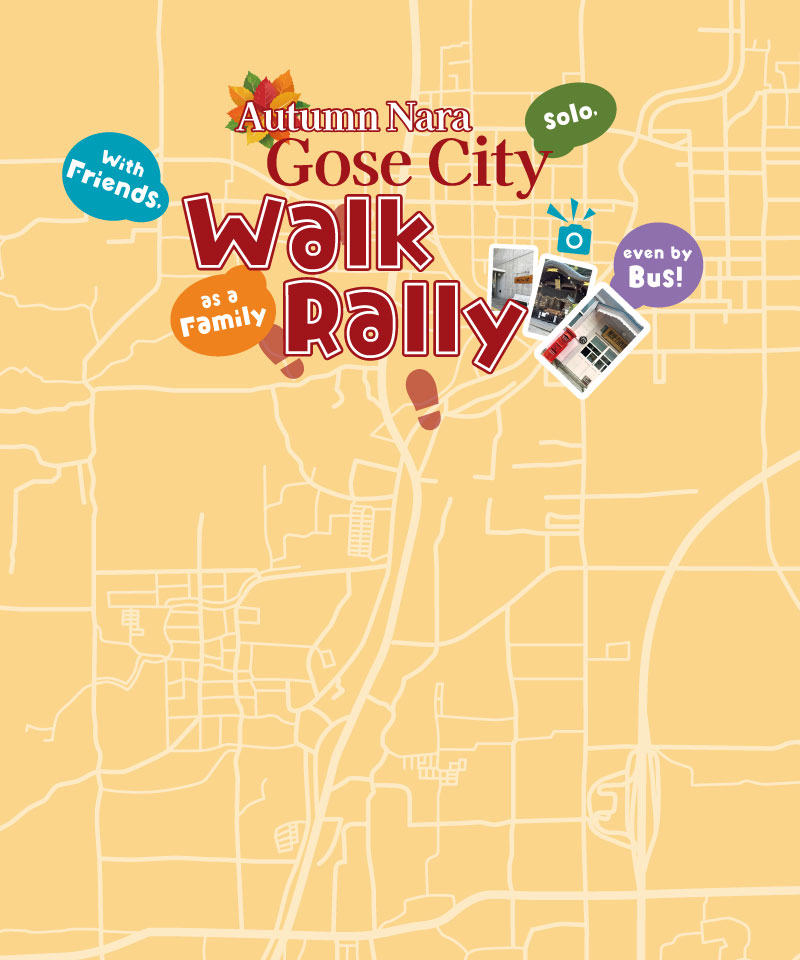 Autumn Nara
Gose City
Walk
Rally
Solo,
With
Friends,
even by
Bus!
as a
Family